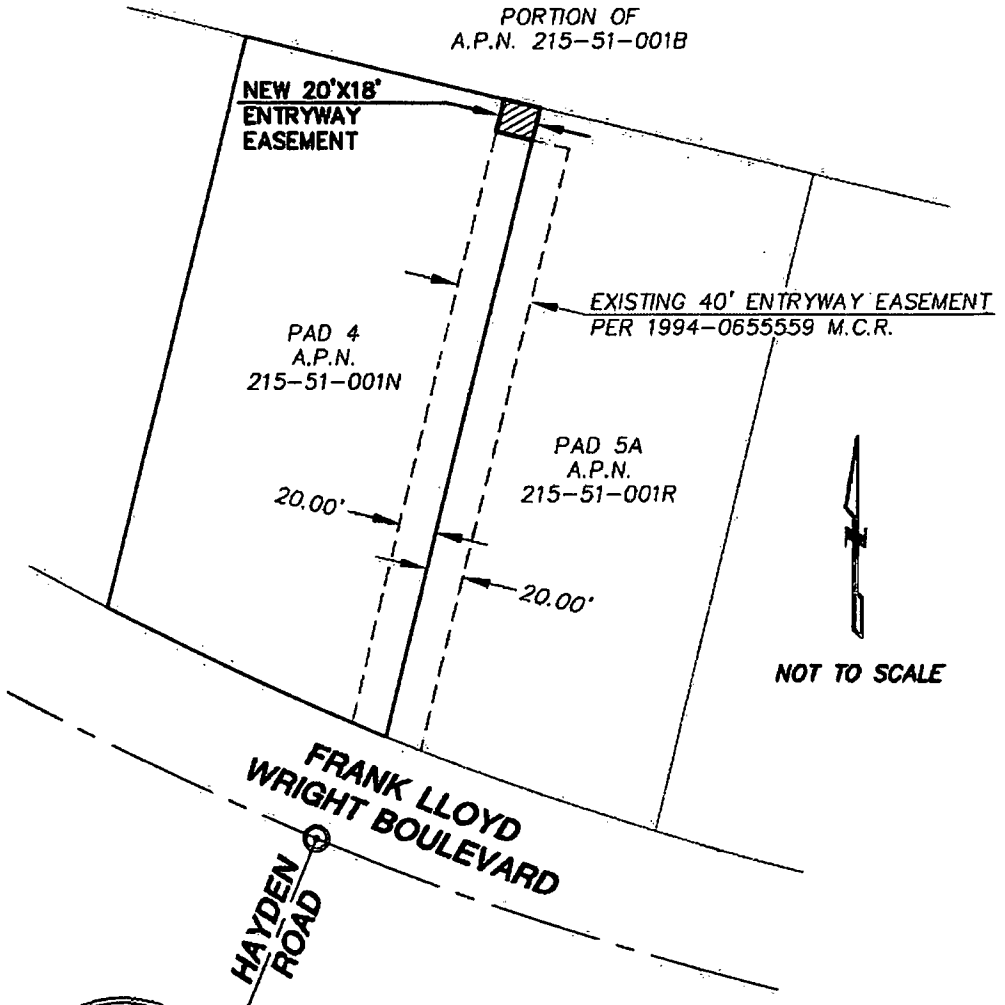 PORTION OF
A.P.N. 215-51-001B
NEW 20'X18'
ENTRYWAY
EASEMENT
EXISTING 40' ENTRYWAY EASEMENT
PER 1994-0655559 M.C.R.
PAD 4
A.P.N.
215-51-001N
PAD 5A
A.P.N.
215-51-001R
20.00'
20.00'
N
NOT TO SCALE
FRANK LLOYD
WRIGHT BOULEVARD
HAYDEN
ROAD